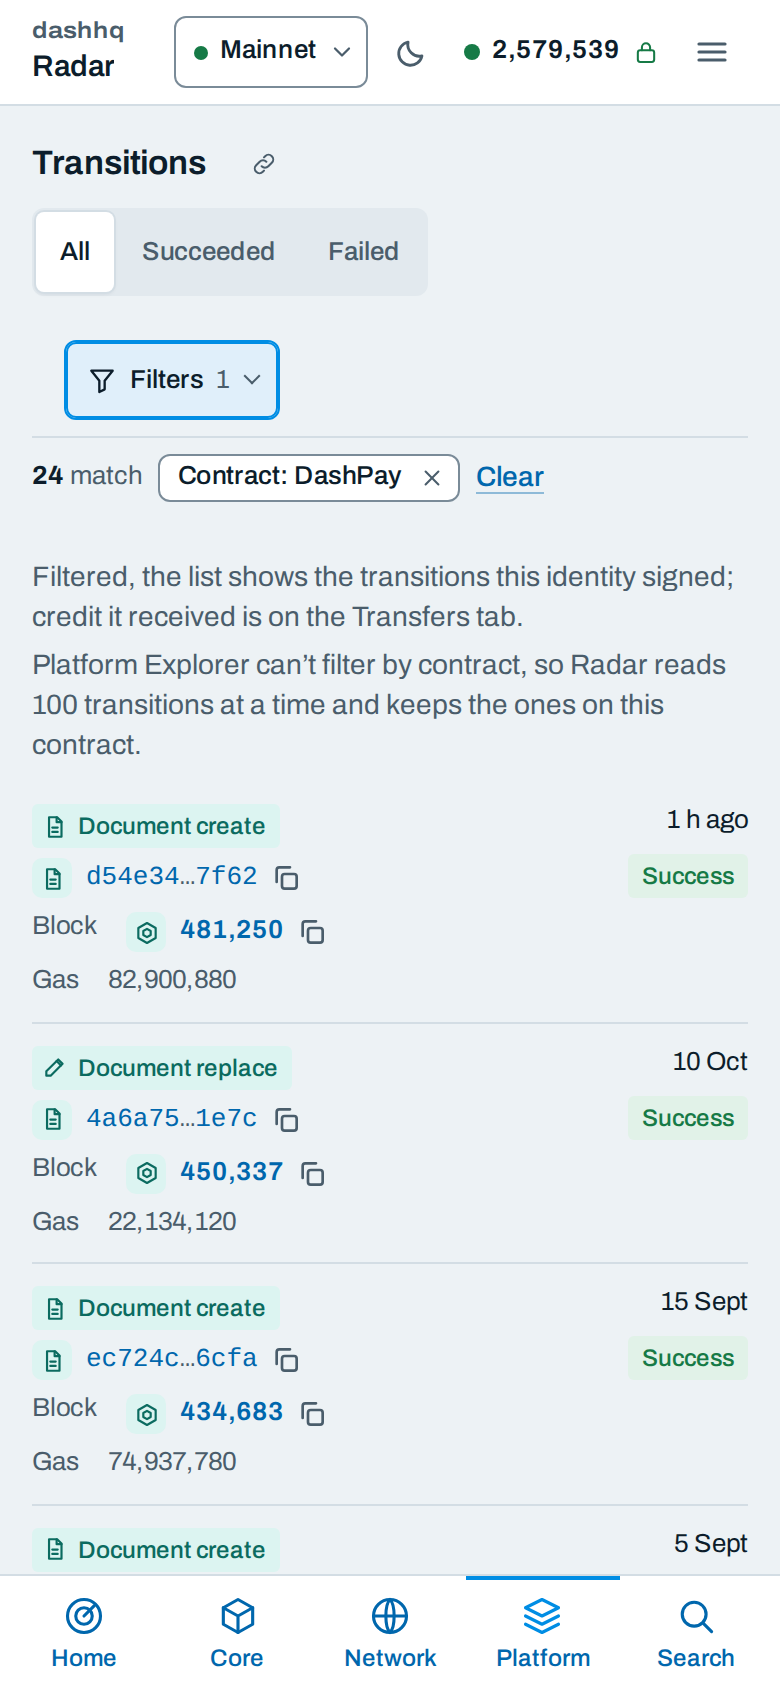 dashhq
Radar
Mainnet
2,579,539
Transitions
All
Succeeded
Failed
Filters 1
24 match
Contract: DashPay
Clear
Filtered, the list shows the transitions this identity signed;
credit it received is on the Transfers tab.
Platform Explorer can’t filter by contract, so Radar reads
100 transitions at a time and keeps the ones on this
contract.
Document create
1 h ago
d54e34…7f62
Success
Block 481,250
Gas 82,900,880
Document replace
10 Oct
4a6a75…1e7c
Success
Block 450,337
Gas 22,134,120
Document create
15 Sept
ec724c…6cfa
Success
Block 434,683
Gas 74,937,780
Document create
5 Sept
Home
Core
Network
Platform
Search